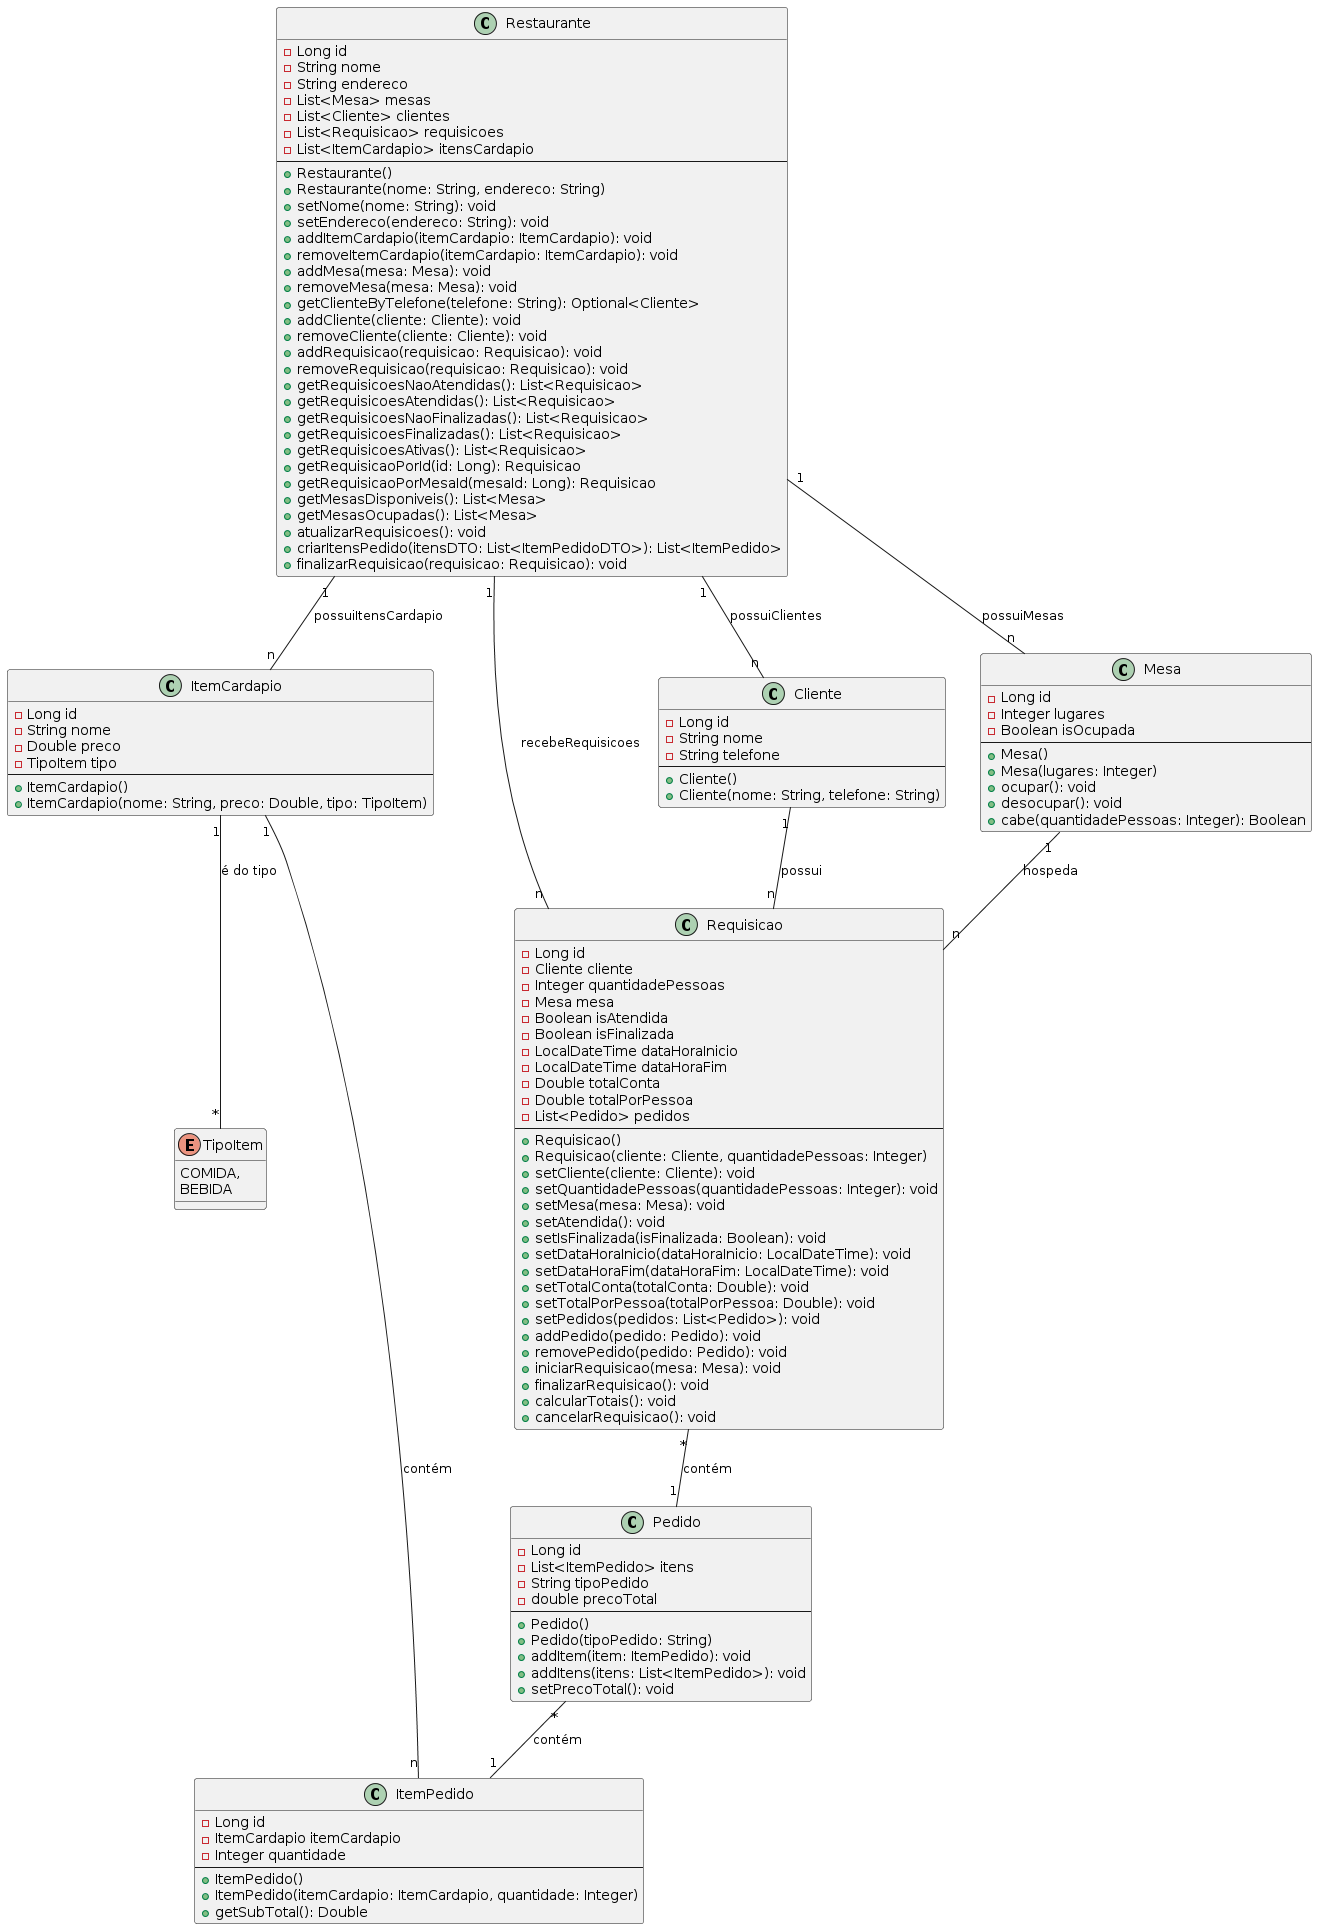 C Restaurante
Long id
String nome
String endereco
List<Mesa> mesas
List<Cliente> clientes
List<Requisicao> requisicoes
List<ItemCardapio> itensCardapio
Restaurante()
Restaurante(nome: String, endereco: String)
setNome(nome: String): void
setEndereco(endereco: String): void
addItemCardapio(itemCardapio: ItemCardapio): void
removeItemCardapio(itemCardapio: ItemCardapio): void
addMesa(mesa: Mesa): void
removeMesa(mesa: Mesa): void
getClienteByTelefone(telefone: String): Optional<Cliente>
addCliente(cliente: Cliente): void
removeCliente(cliente: Cliente): void
addRequisicao(requisicao: Requisicao): void
removeRequisicao(requisicao: Requisicao): void
getRequisicoesNaoAtendidas(): List<Requisicao>
getRequisicoesAtendidas(): List<Requisicao>
getRequisicoesNaoFinalizadas(): List<Requisicao>
getRequisicoesFinalizadas(): List<Requisicao>
getRequisicoesAtivas(): List<Requisicao>
getRequisicaoPorId(id: Long): Requisicao
getRequisicaoPorMesaId(mesaId: Long): Requisicao
getMesasDisponiveis(): List<Mesa>
getMesasOcupadas(): List<Mesa>
atualizarRequisicoes(): void
criarItensPedido(itensDTO: List<ItemPedidoDTO>): List<ItemPedido>
finalizarRequisicao(requisicao: Requisicao): void
1
possuiItensCardapio
n
1
recebeRequisicoes
n
1
possuiClientes
n
1
possuiMesas
n
C ItemCardapio
Long id
String nome
Double preco
TipoItem tipo
ItemCardapio()
ItemCardapio(nome: String, preco: Double, tipo: TipoItem)
C Cliente
Long id
String nome
String telefone
Cliente()
Cliente(nome: String, telefone: String)
C Mesa
Long id
Integer lugares
Boolean isOcupada
Mesa()
Mesa(lugares: Integer)
ocupar(): void
desocupar(): void
cabe(quantidadePessoas: Integer): Boolean
1
é do tipo
*
1
contém
n
1
possui
n
1
hospeda
n
C Requisicao
Long id
Cliente cliente
Integer quantidadePessoas
Mesa mesa
Boolean isAtendida
Boolean isFinalizada
LocalDateTime dataHoraInicio
LocalDateTime dataHoraFim
Double totalConta
Double totalPorPessoa
List<Pedido> pedidos
Requisicao()
Requisicao(cliente: Cliente, quantidadePessoas: Integer)
setCliente(cliente: Cliente): void
setQuantidadePessoas(quantidadePessoas: Integer): void
setMesa(mesa: Mesa): void
setAtendida(): void
setIsFinalizada(isFinalizada: Boolean): void
setDataHoraInicio(dataHoraInicio: LocalDateTime): void
setDataHoraFim(dataHoraFim: LocalDateTime): void
setTotalConta(totalConta: Double): void
setTotalPorPessoa(totalPorPessoa: Double): void
setPedidos(pedidos: List<Pedido>): void
addPedido(pedido: Pedido): void
removePedido(pedido: Pedido): void
iniciarRequisicao(mesa: Mesa): void
finalizarRequisicao(): void
calcularTotais(): void
cancelarRequisicao(): void
E TipoItem
COMIDA,
BEBIDA
*
contém
1
C Pedido
Long id
List<ItemPedido> itens
String tipoPedido
double precoTotal
Pedido()
Pedido(tipoPedido: String)
addItem(item: ItemPedido): void
addItens(itens: List<ItemPedido>): void
setPrecoTotal(): void
*
contém
1
C ItemPedido
Long id
ItemCardapio itemCardapio
Integer quantidade
ItemPedido()
ItemPedido(itemCardapio: ItemCardapio, quantidade: Integer)
getSubTotal(): Double